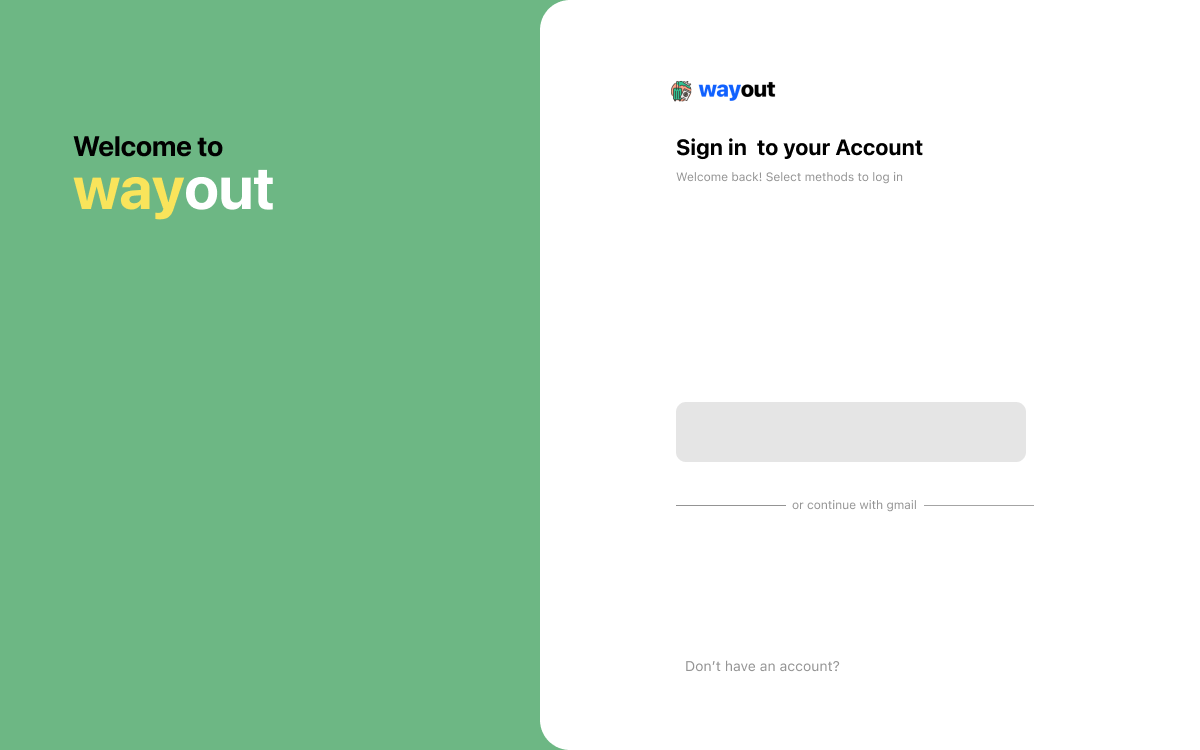 Welcome to
wayout
wayout
Sign in  to your Account
Welcome back! Select methods to log in
or continue with gmail
Don’t have an account?